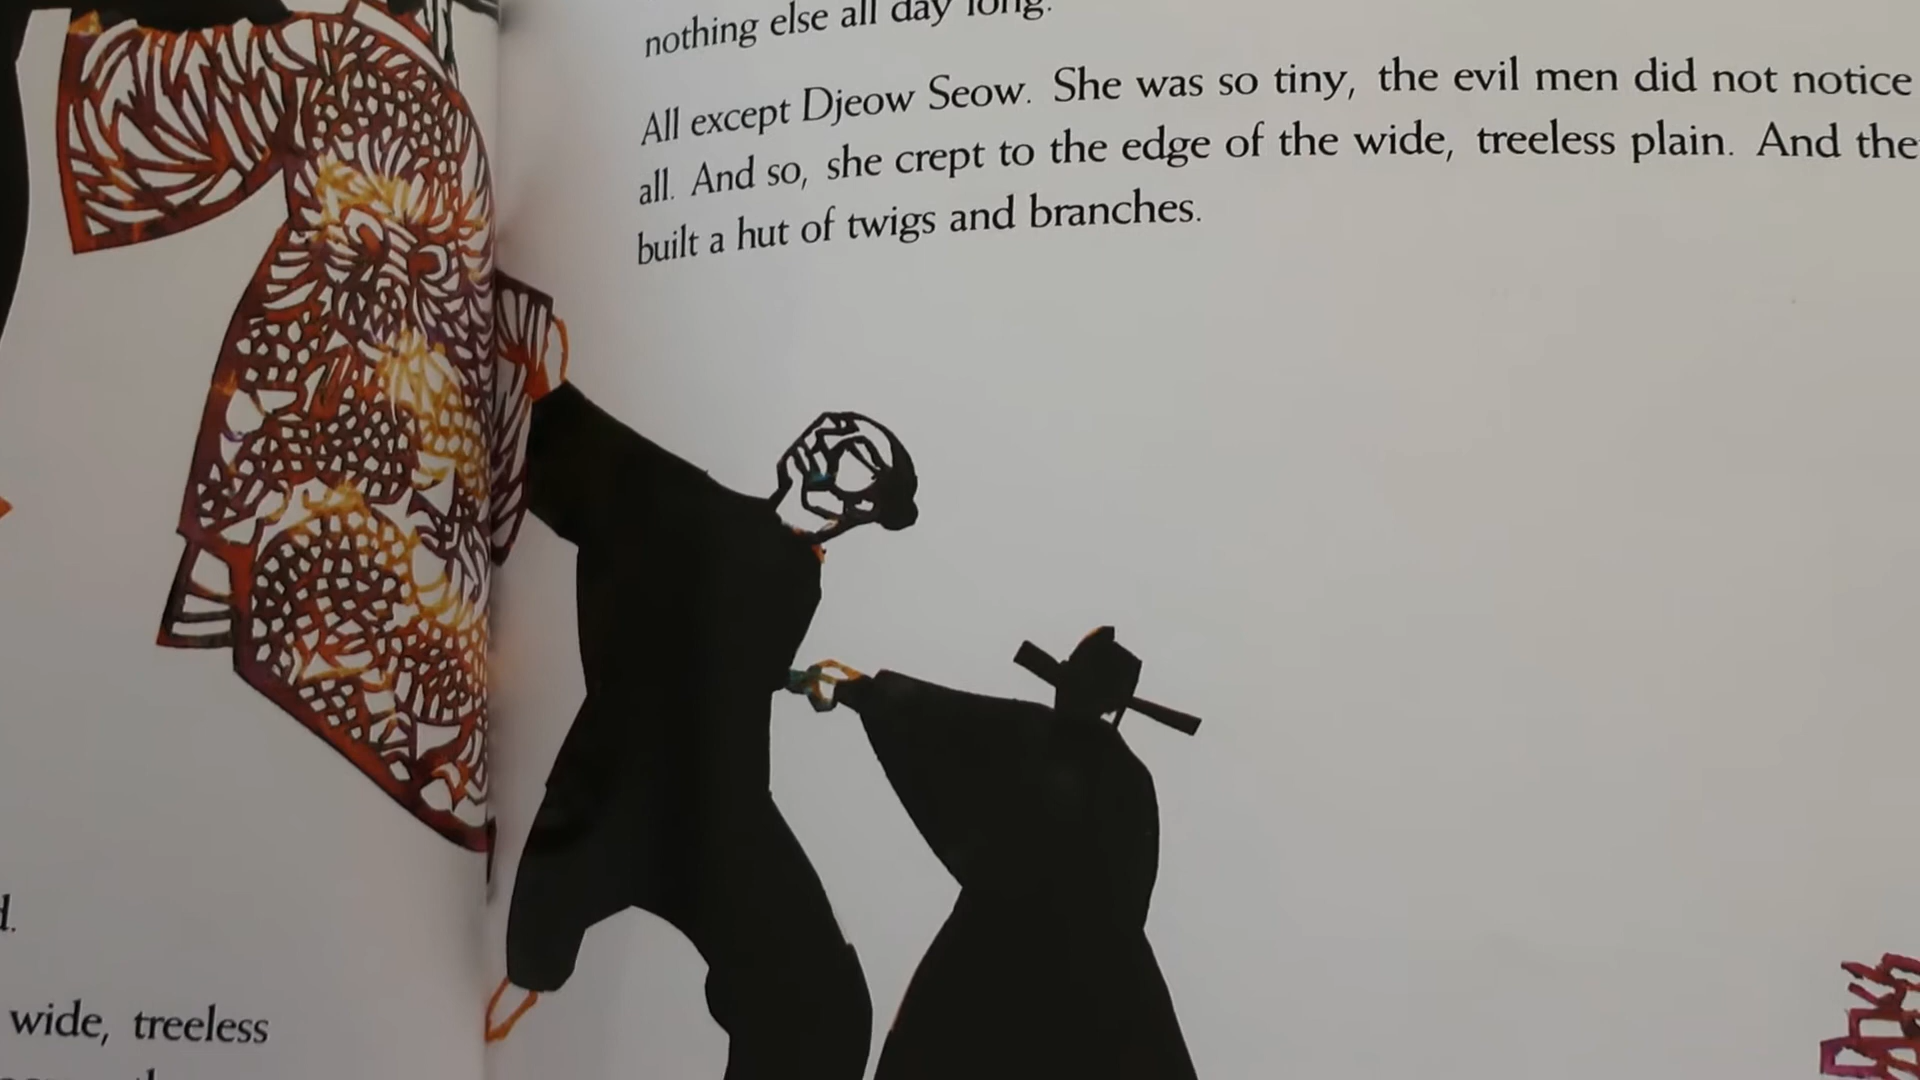 d.
wide, treeless
nothing else all day long.
All except Djeow Seow. She was so tiny, the evil men did not notice
all. And so, she crept to the edge of the wide, treeless plain. And the
built a hut of twigs and branches.